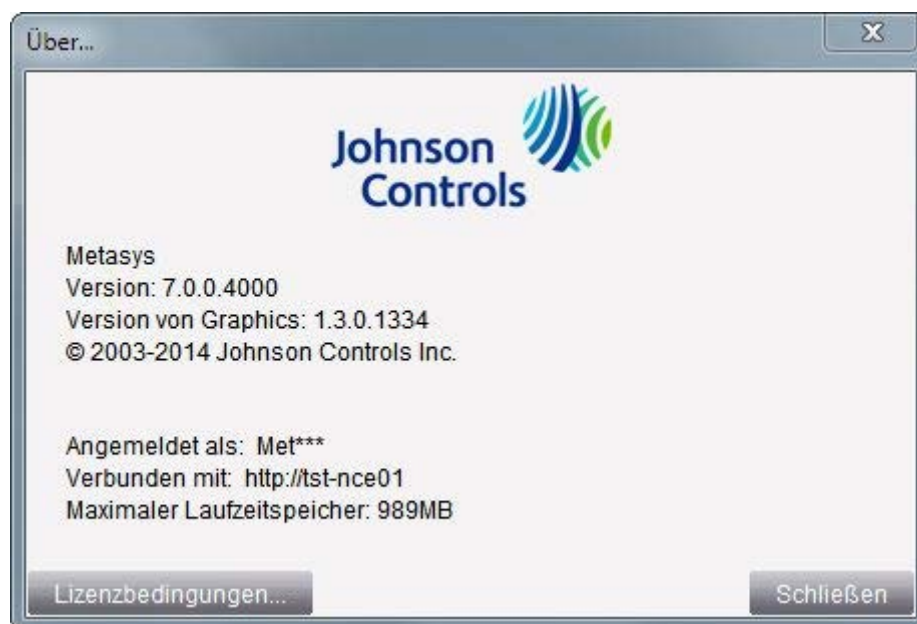 Über...
Johnson
Controls
Metasys
Version: 7.0.0.4000
Version von Graphics: 1.3.0.1334
© 2003-2014 Johnson Controls Inc.
Angemeldet als: Met***
Verbunden mit: http://tst-nce01
Maximaler Laufzeitspeicher: 989MB
Lizenzbedingungen...
Schließen